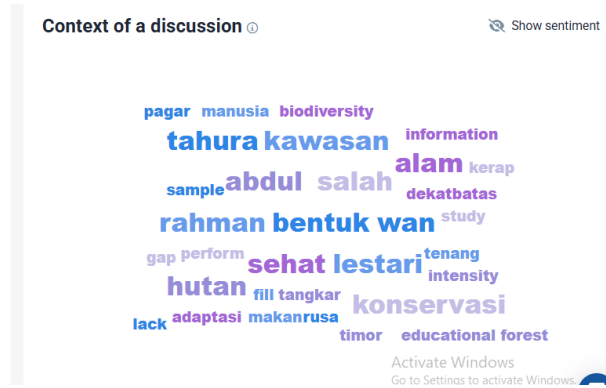 Context of a discussion
Show sentiment
pagar manusia biodiversity
tahura kawasan information
alam kerap
sample abdul salah dekatbatas
rahman bentuk wan study
gap perform sehat lestari tenang
intensity
hutan fill tangkar konservasi
lack adaptasi makan rusa
timor educational forest
Activate Windows
Go to Settings to activate Windows.